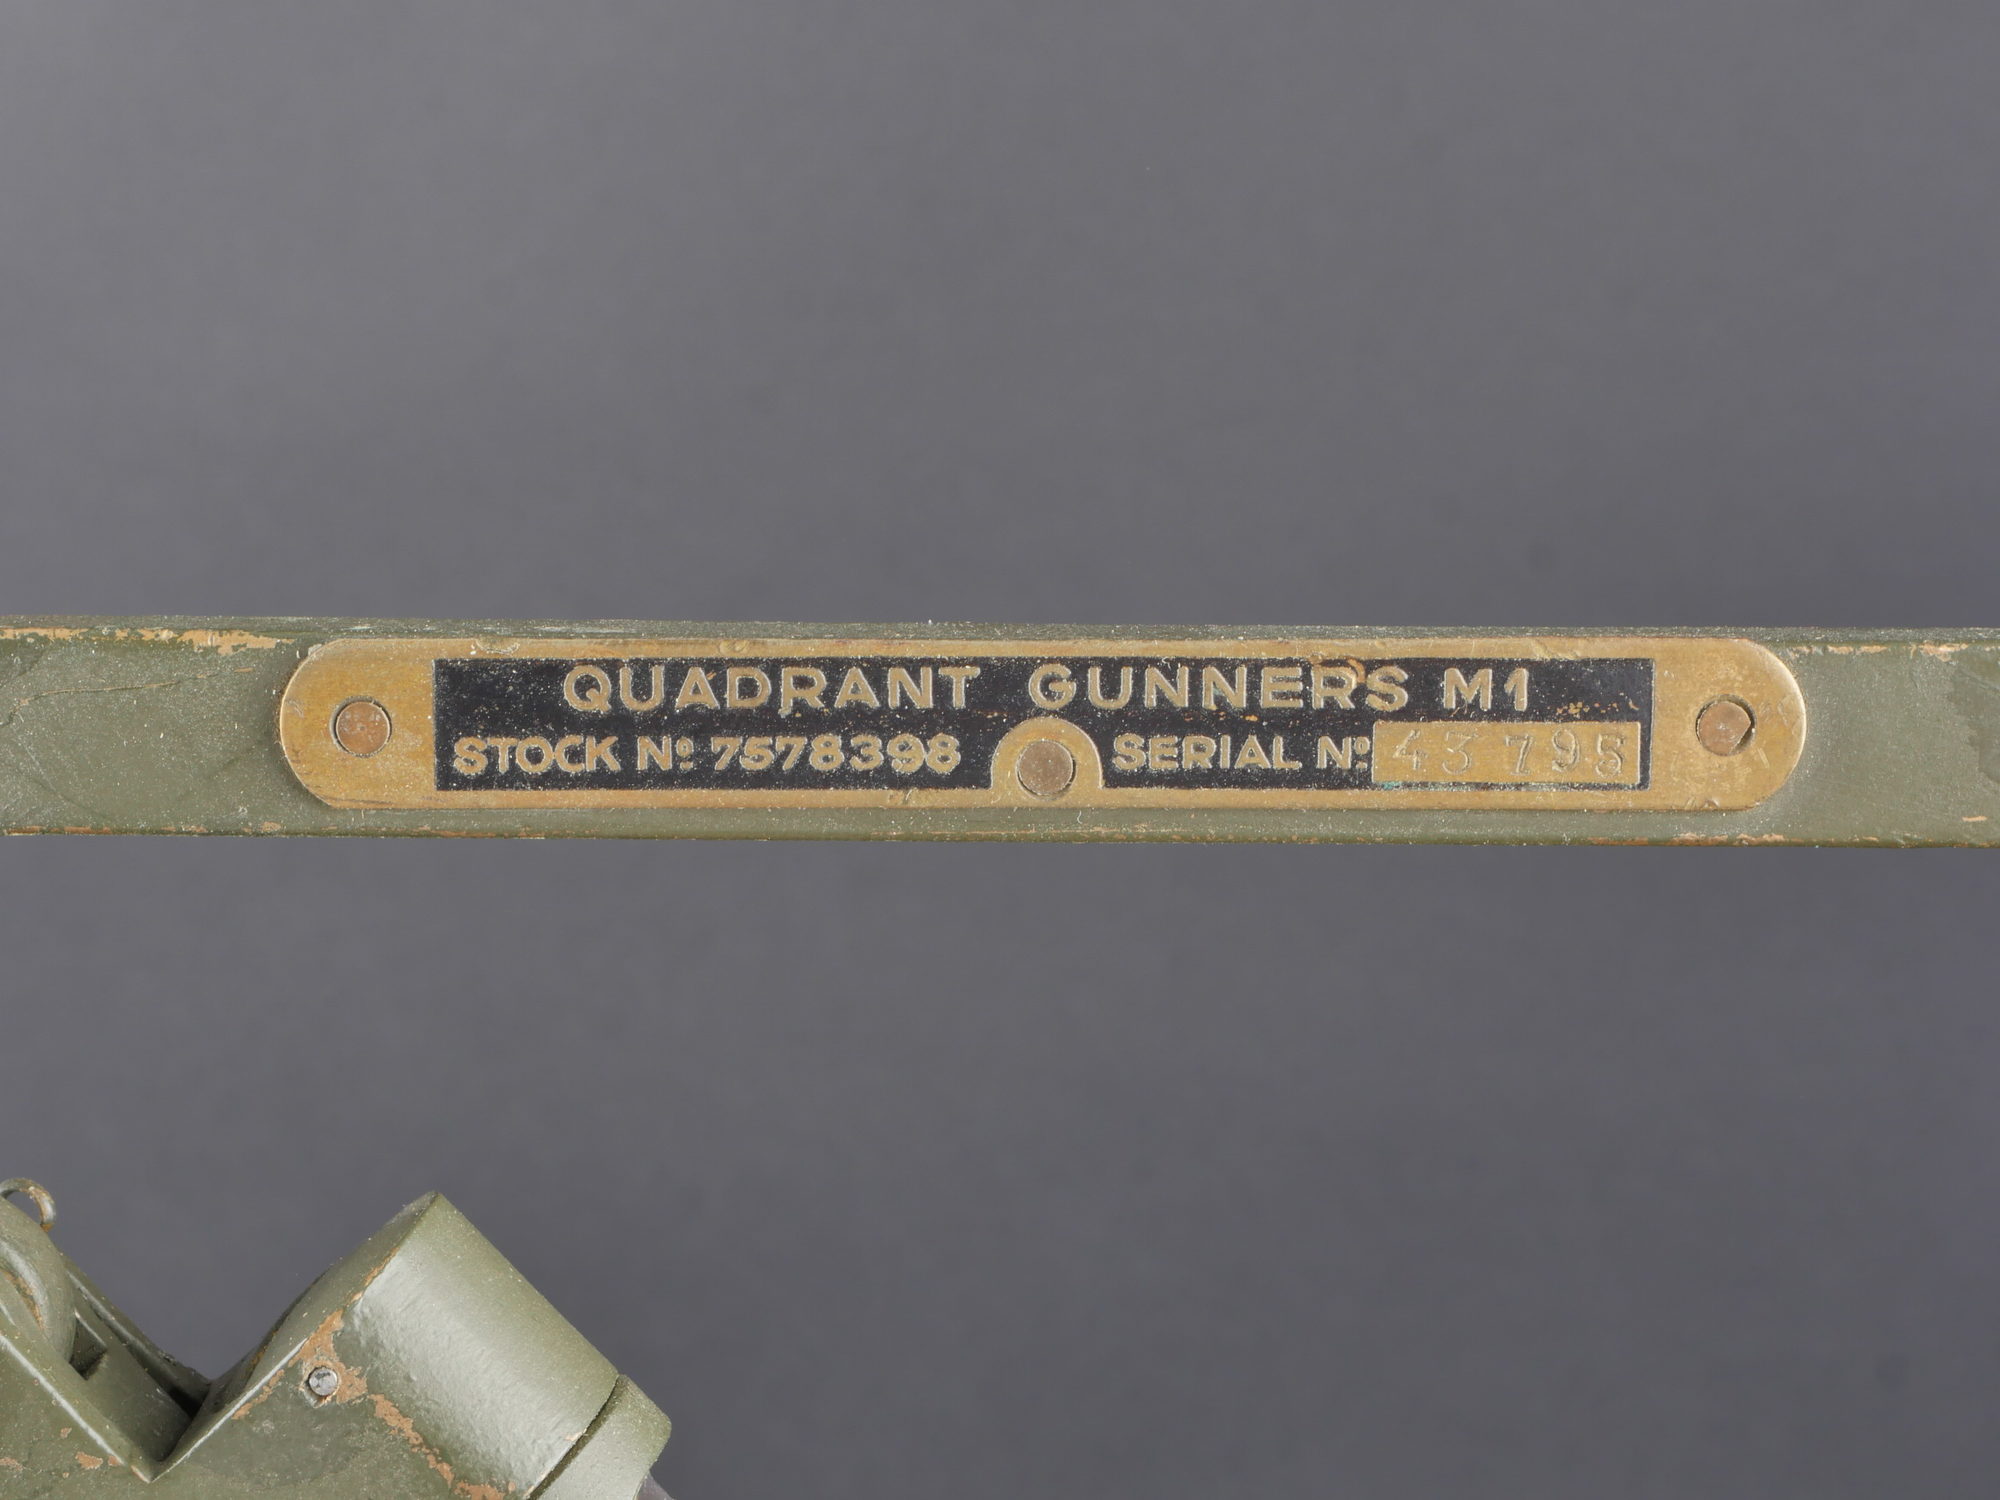 QUADRANT GUNNERS M1
STOCK Nº 7578398 SERIAL Nº 43795